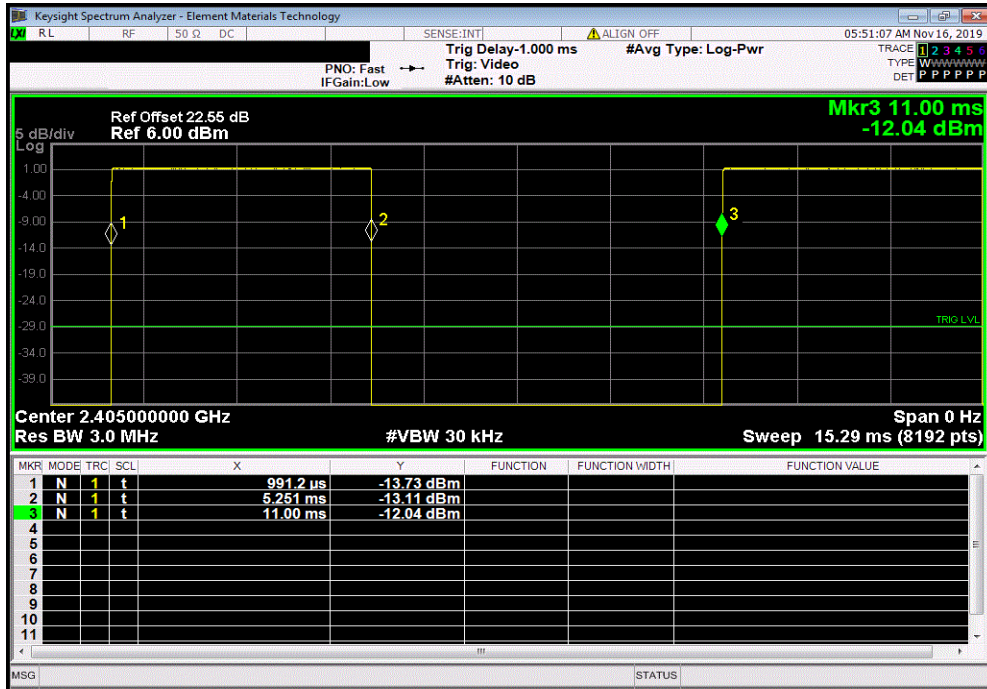 Keysight Spectrum Analyzer - Element Materials Technology
LXI RL RF 50 Ω DC SENSE:INT ALIGN OFF 05:51:07 AM Nov 16, 2019
Trig Delay-1.000 ms #Avg Type: Log-Pwr TRACE 1 2 3 4 5 6
PNO: Fast Trig: Video TYPE WWWWWW
IFGain:Low #Atten: 10 dB DET P P P P P P
Mkr3 11.00 ms
-12.04 dBm
Ref Offset 22.55 dB
5 dB/div Ref 6.00 dBm
Log
1.00
-4.00
-9.00
-14.0
-19.0
-24.0
-29.0
-34.0
-39.0
1
2
3
TRIG LVL
Center 2.405000000 GHz Span 0 Hz
Res BW 3.0 MHz #VBW 30 kHz Sweep 15.29 ms (8192 pts)
MKR MODE TRC SCL X Y FUNCTION FUNCTION WIDTH FUNCTION VALUE
1 N 1 t 991.2 µs -13.73 dBm
2 N 1 t 5.251 ms -13.11 dBm
3 N 1 t 11.00 ms -12.04 dBm
4
5
6
7
8
9
10
11
MSG STATUS